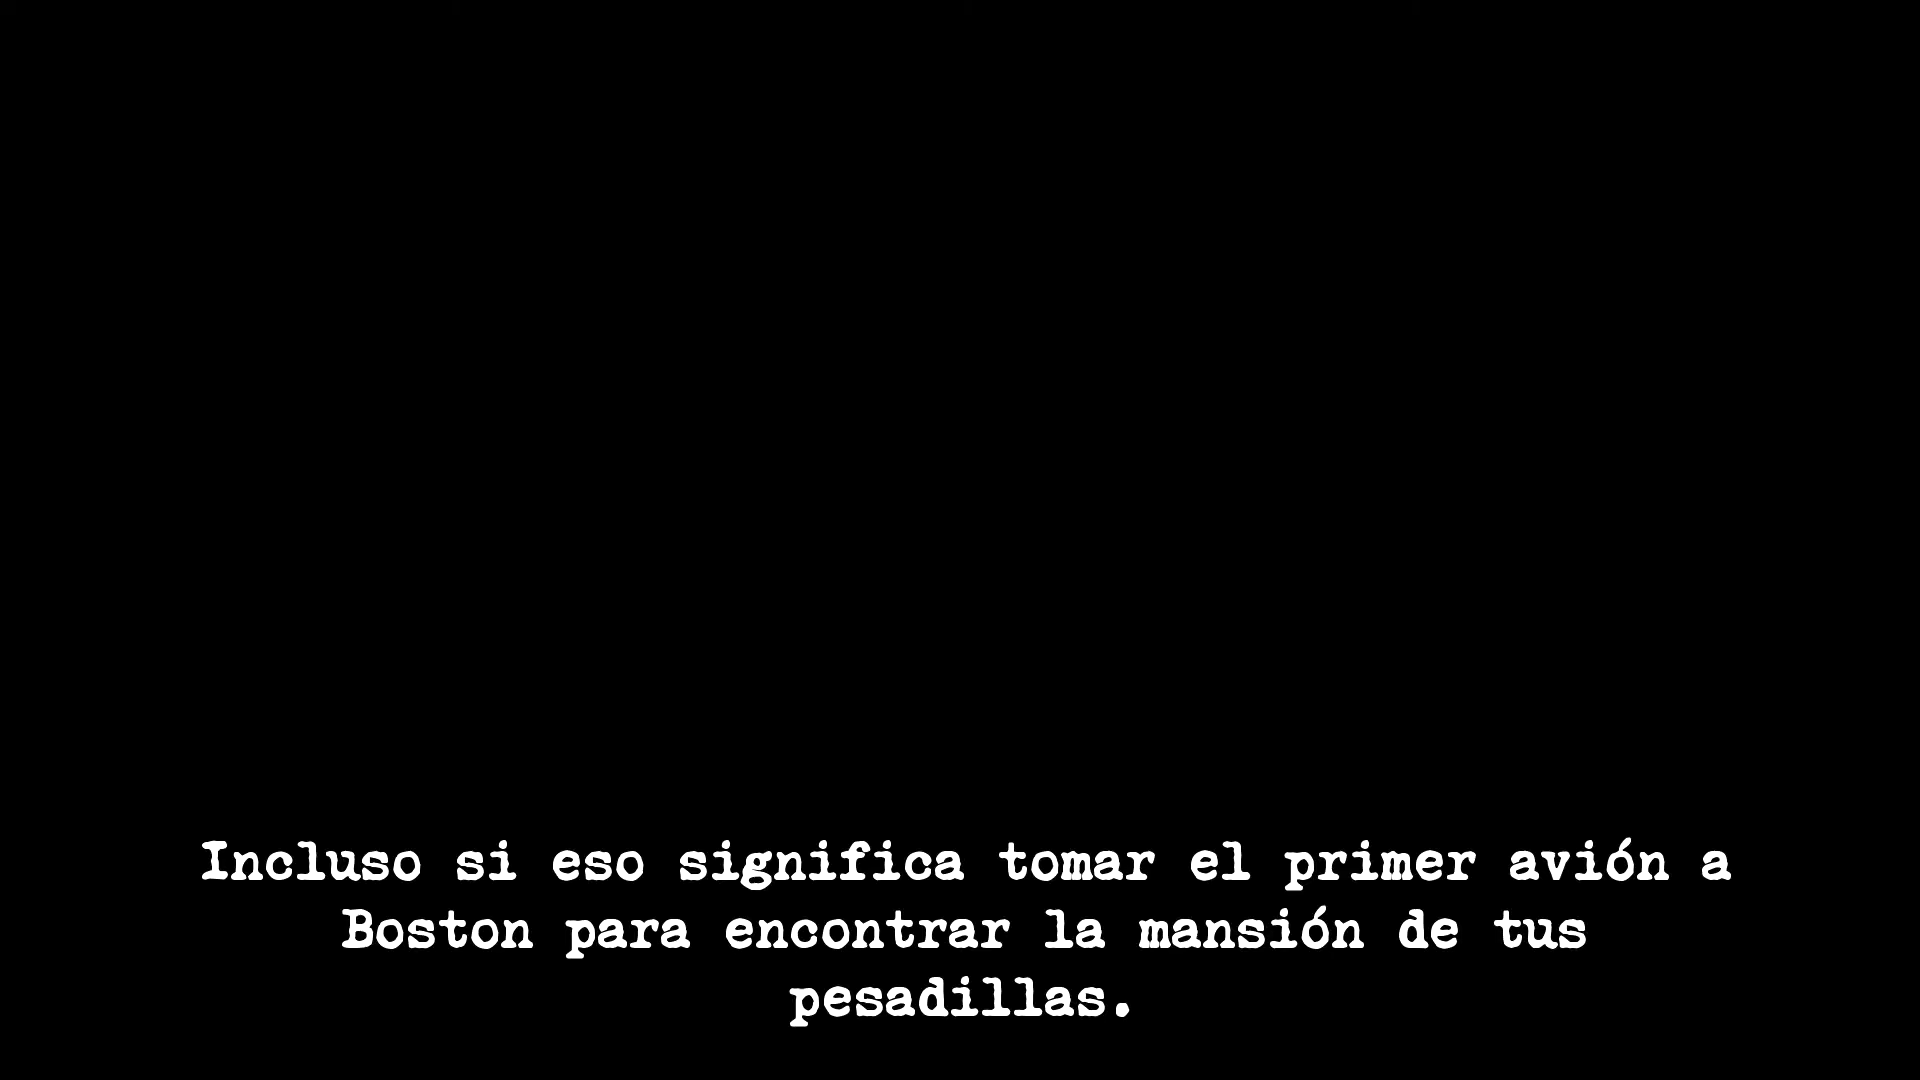 Incluso si eso significa tomar el primer avión a
Boston para encontrar la mansión de tus
pesadillas.